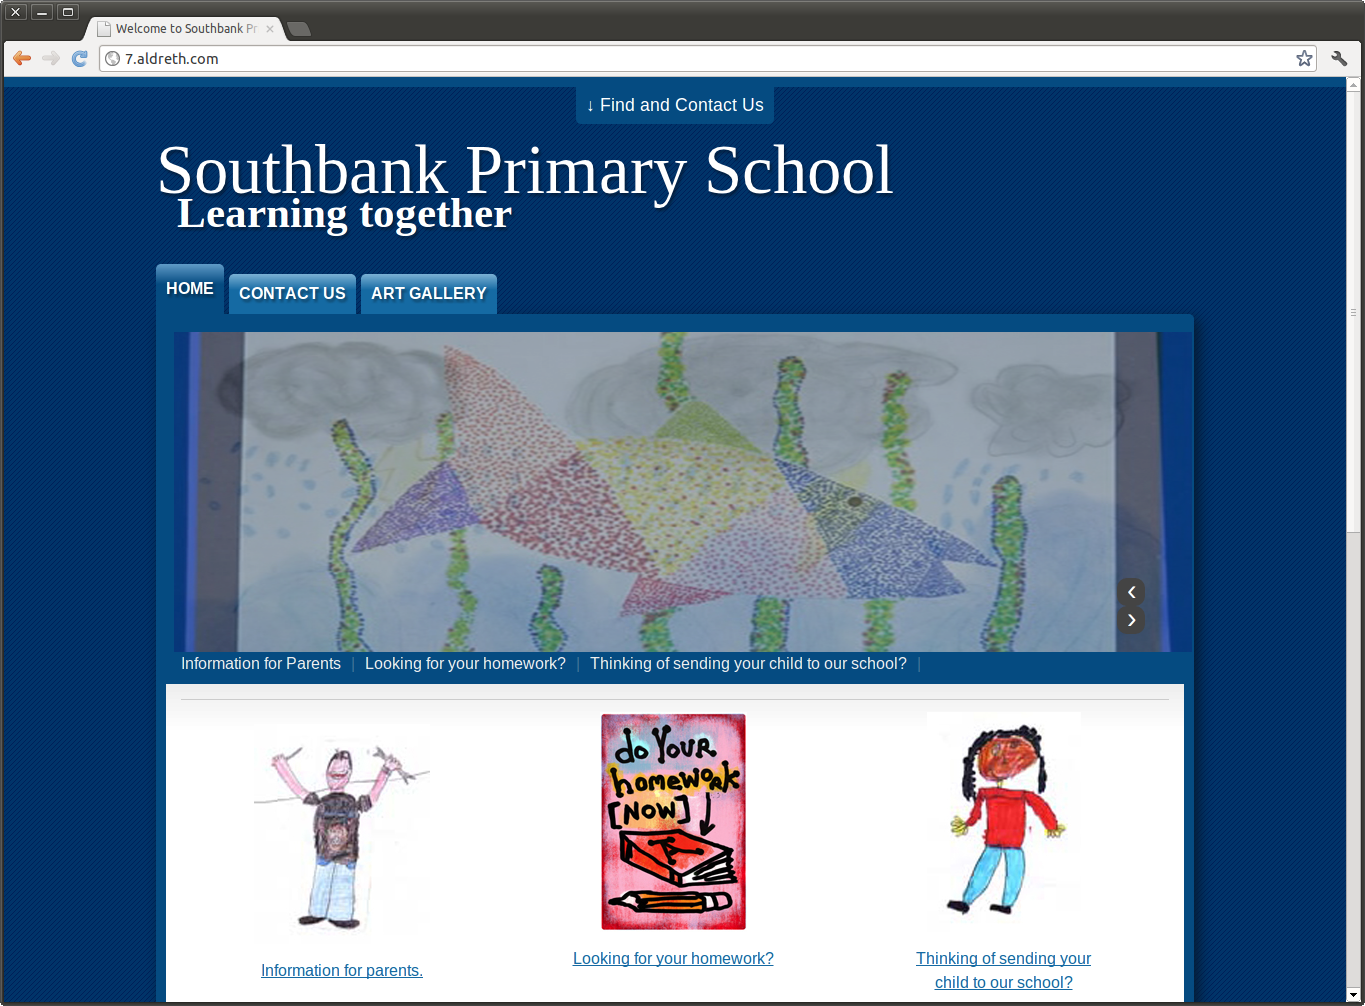 Welcome to Southbank Pr
7.aldreth.com
↓ Find and Contact Us
Southbank Primary School
Learning together
HOME
CONTACT US
ART GALLERY
Information for Parents | Looking for your homework? | Thinking of sending your child to our school? |
do YOUR
homework
[NOW]
Information for parents.
Looking for your homework?
Thinking of sending your
child to our school?